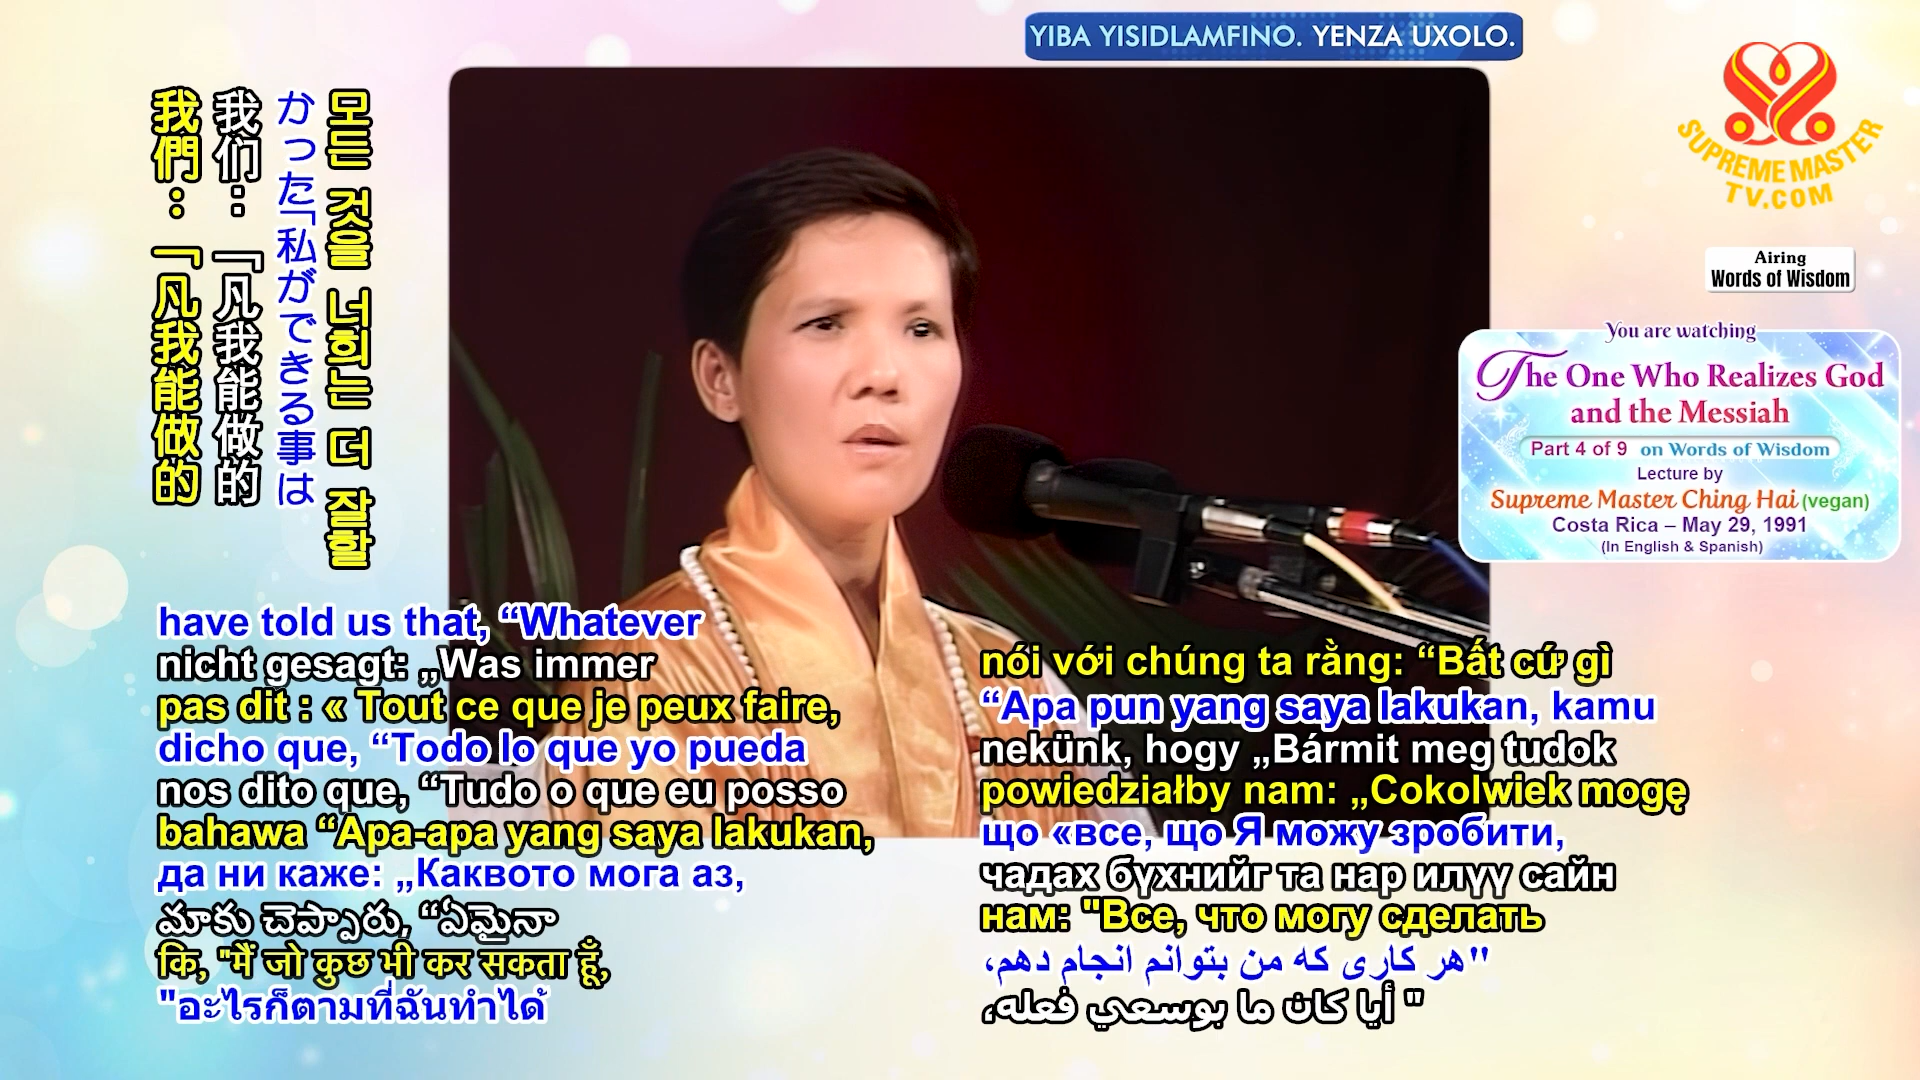 YIBA YISIDLAMFINO. YENZA UXOLO.
SUPREME MASTER
TV.COM
Airing
Words of Wisdom
You are watching
The One Who Realizes God
and the Messiah
Part 4 of 9 on Words of Wisdom
Lecture by
Supreme Master Ching Hai (vegan)
Costa Rica – May 29, 1991
(In English & Spanish)
모든 것을 너희는 더 잘할
かった「私ができる事は
我们…「凡我能做的
我們…「凡我能做的
have told us that, “Whatever
nicht gesagt: „Was immer
pas dit : « Tout ce que je peux faire,
dicho que, “Todo lo que yo pueda
nos dito que, “Tudo o que eu posso
bahawa “Apa-apa yang saya lakukan,
да ни каже: „Каквото мога аз,
మాకు చెప్పారు, “ఏమైనా
कि, "मैं जो कुछ भी कर सकता हूँ,
"อะไรก็ตามที่ฉันทำได้
nói với chúng ta rằng: “Bất cứ gì
“Apa pun yang saya lakukan, kamu
nekünk, hogy „Bármit meg tudok
powiedziałby nam: „Cokolwiek mogę
що «все, що Я можу зробити,
чадах бүхнийг та нар илүү сайн
нам: "Все, что могу сделать
"هر کاری که من بتوانم انجام دهم،
" أيا كان ما بوسعي فعله،